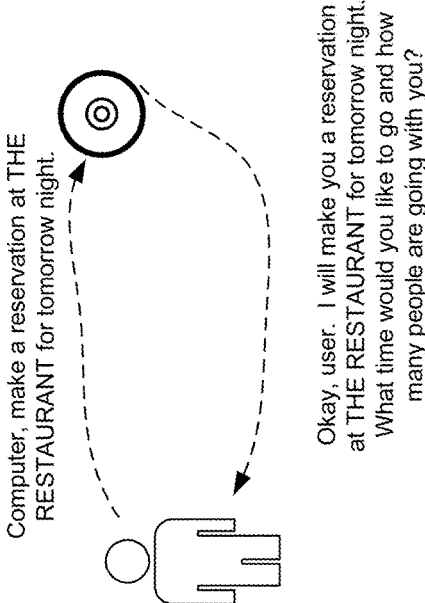 Computer, make a reservation at THE
RESTAURANT for tomorrow night.
Okay, user.  I will make you a reservation
at THE RESTAURANT for tomorrow night.
What time would you like to go and how
many people are going with you?